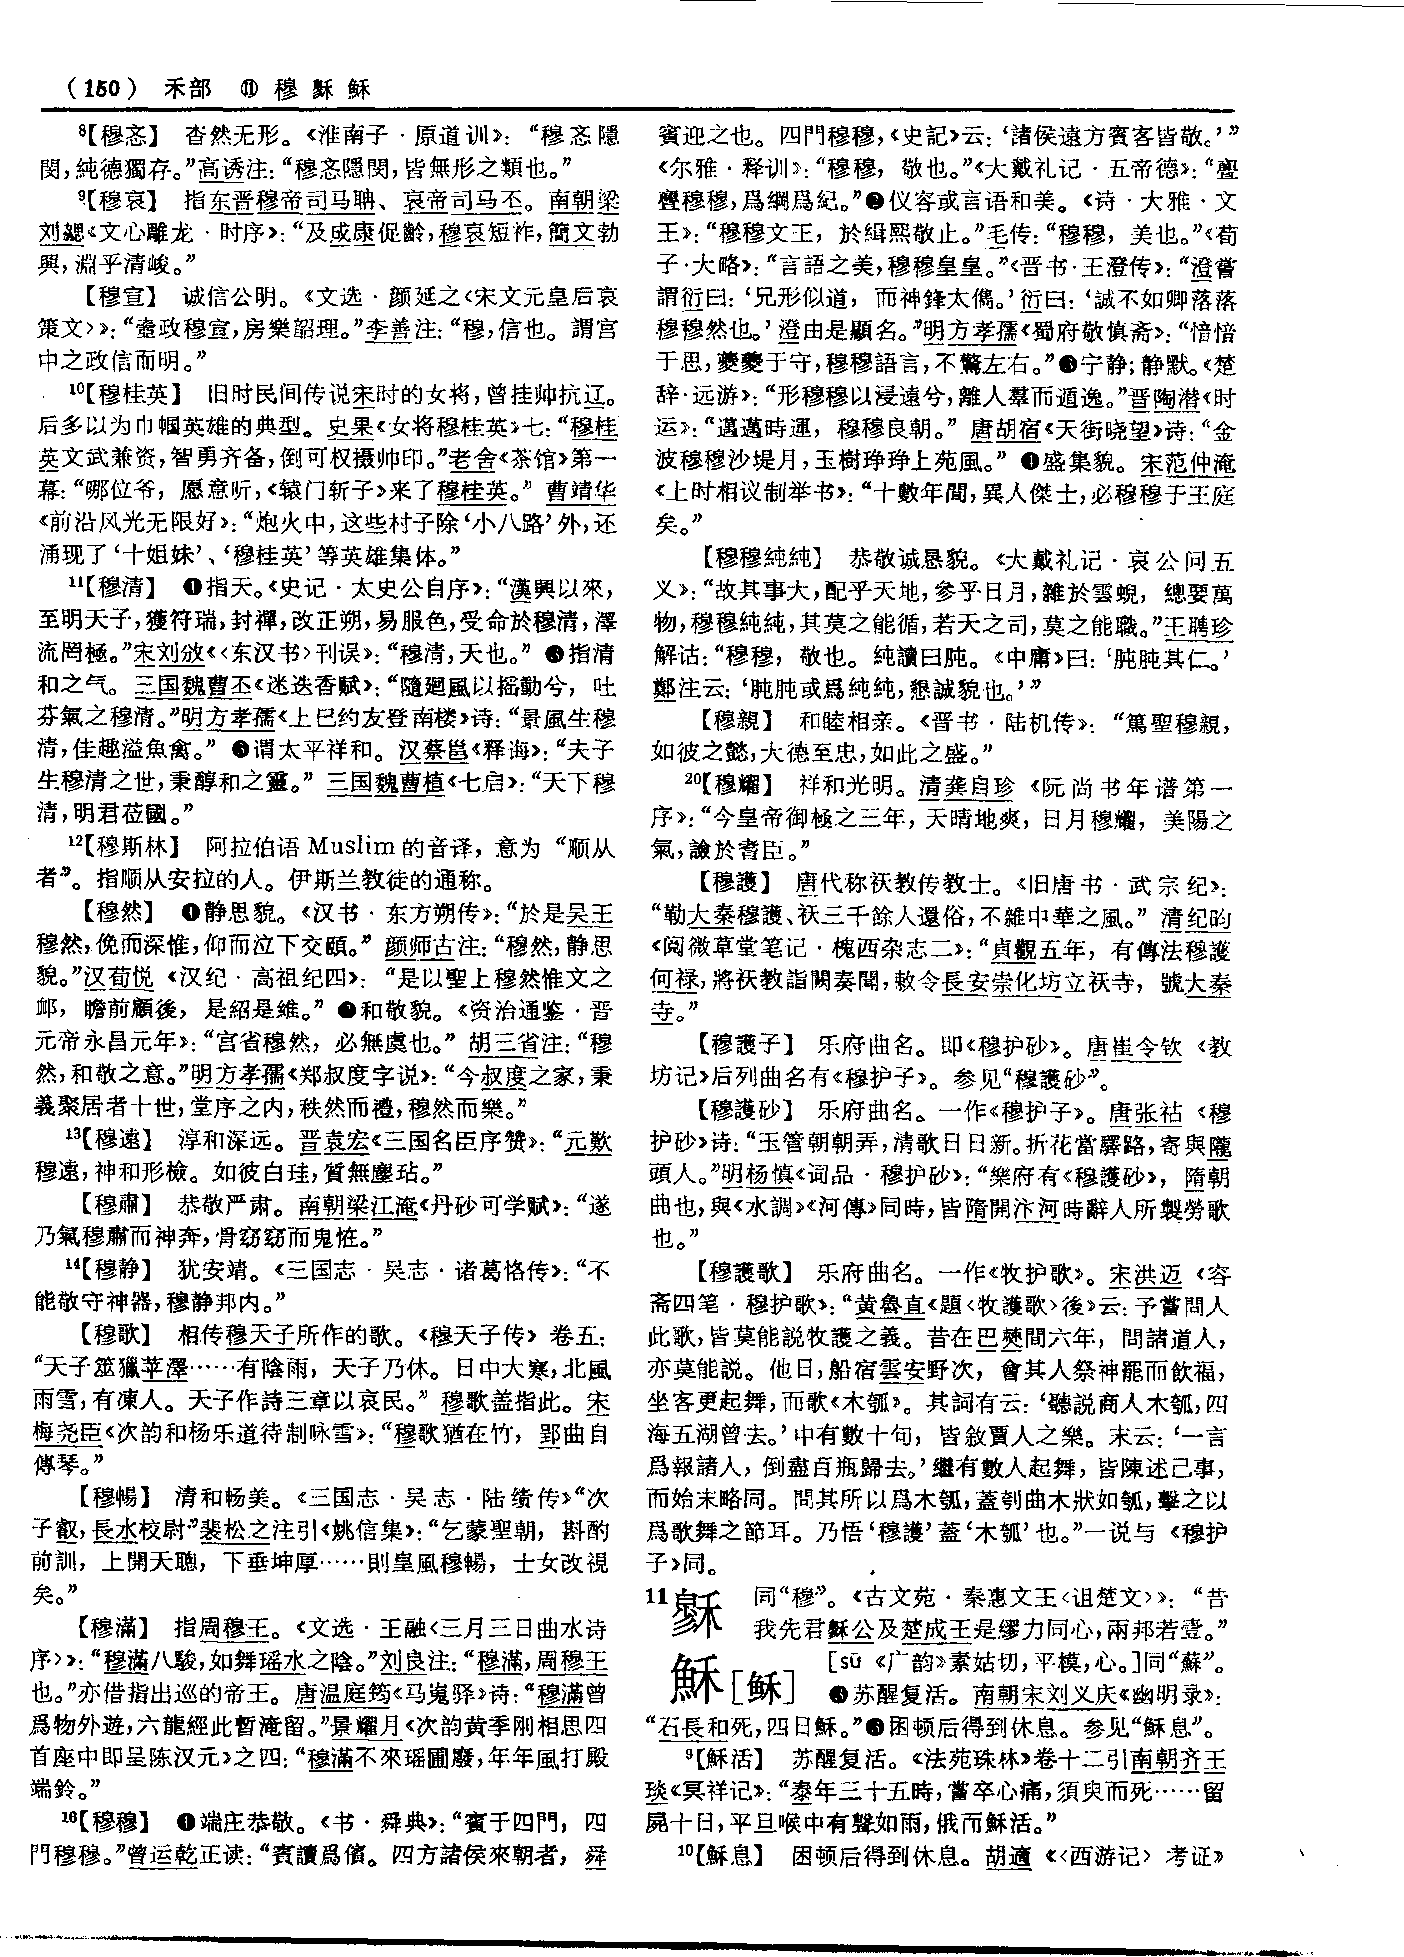 （150） 禾部 ⑪ 穆 穌 穌
⁸【穆忞】 杳然无形。《淮南子·原道训》：“穆忞隱
閔，純德獨存。”高诱注：“穆忞隱閔，皆無形之類也。”
⁹【穆哀】 指东晋穆帝司马聃、哀帝司马丕。南朝梁
刘勰《文心雕龙·时序》：“及成康促齡，穆哀短祚，簡文勃
興，淵乎清峻。”
【穆宣】 诚信公明。《文选·颜延之〈宋文元皇后哀
策文〉》：“壼政穆宣，房樂韶理。”李善注：“穆，信也。謂宫
中之政信而明。”
¹⁰【穆桂英】 旧时民间传说宋时的女将，曾挂帅抗辽。
后多以为巾帼英雄的典型。史果《女将穆桂英》七：“穆桂
英文武兼资，智勇齐备，倒可权摄帅印。”老舍《茶馆》第一
幕：“哪位爷，愿意听，《辕门斩子》来了穆桂英。” 曹靖华
《前沿风光无限好》：“炮火中，这些村子除‘小八路’外，还
涌现了‘十姐妹’、‘穆桂英’等英雄集体。”
¹¹【穆清】 ❶指天。《史记·太史公自序》：“漢興以來，
至明天子，獲符瑞，封禪，改正朔，易服色，受命於穆清，澤
流罔極。”宋刘攽《〈东汉书〉刊误》：“穆清，天也。” ❷指清
和之气。三国魏曹丕《迷迭香赋》：“隨廻風以摇動兮，吐
芬氣之穆清。”明方孝孺《上巳约友登南楼》诗：“景風生穆
清，佳趣溢魚禽。” ❸谓太平祥和。汉蔡邕《释诲》：“夫子
生穆清之世，秉醇和之靈。” 三国魏曹植《七启》：“天下穆
清，明君莅國。”
¹²【穆斯林】 阿拉伯语Muslim的音译，意为“顺从
者”。指顺从安拉的人。伊斯兰教徒的通称。
【穆然】 ❶静思貌。《汉书·东方朔传》：“於是吴王
穆然，俛而深惟，仰而泣下交頤。” 颜师古注：“穆然，静思
貌。”汉荀悦《汉纪·高祖纪四》：“是以聖上穆然惟文之
卹，瞻前顧後，是紹是維。” ❷和敬貌。《资治通鉴·晋
元帝永昌元年》：“宫省穆然，必無虞也。” 胡三省注：“穆
然，和敬之意。”明方孝孺《郑叔度字说》：“今叔度之家，秉
義聚居者十世，堂序之内，秩然而禮，穆然而樂。”
¹³【穆遠】 淳和深远。晋袁宏《三国名臣序赞》：“元歎
穆遠，神和形檢。如彼白珪，質無塵玷。”
【穆肅】 恭敬严肃。南朝梁江淹《丹砂可学赋》：“遂
乃氣穆肅而神奔，骨窈窈而鬼怪。”
¹⁴【穆静】 犹安靖。《三国志·吴志·诸葛恪传》：“不
能敬守神器，穆静邦内。”
【穆歌】 相传穆天子所作的歌。《穆天子传》卷五：
“天子筮獵苹澤……有陰雨，天子乃休。日中大寒，北風
雨雪，有凍人。天子作詩三章以哀民。” 穆歌盖指此。宋
梅尧臣《次韵和杨乐道待制咏雪》：“穆歌猶在竹，郢曲自
傳琴。”
【穆暢】 清和畅美。《三国志·吴志·陆绩传》“次
子叡，長水校尉”裴松之注引《姚信集》：“乞蒙聖朝，斟酌
前訓，上開天聰，下垂坤厚……則皇風穆暢，士女改視
矣。”
【穆滿】 指周穆王。《文选·王融〈三月三日曲水诗
序〉》：“穆滿八駿，如舞瑶水之陰。”刘良注：“穆滿，周穆王
也。”亦借指出巡的帝王。唐温庭筠《马嵬驿》诗：“穆滿曾
爲物外遊，六龍經此暫淹留。”景耀月《次韵黄季刚相思四
首座中即呈陈汉元》之四：“穆滿不來瑶圃廢，年年風打殿
端鈴。”
¹⁶【穆穆】 ❶端庄恭敬。《书·舜典》：“賓于四門，四
門穆穆。”曾运乾正读：“賓讀爲儐。四方諸侯來朝者，舜
賓迎之也。四門穆穆，《史記》云：‘諸侯遠方賓客皆敬。’”
《尔雅·释训》：“穆穆，敬也。”《大戴礼记·五帝德》：“亹
亹穆穆，爲綱爲紀。”❷仪容或言语和美。《诗·大雅·文
王》：“穆穆文王，於緝熙敬止。”毛传：“穆穆，美也。”《荀
子·大略》：“言語之美，穆穆皇皇。”《晋书·王澄传》：“澄嘗
謂衍曰：‘兄形似道，而神鋒太儁。’衍曰：‘誠不如卿落落
穆穆然也。’澄由是顯名。”明方孝孺《蜀府敬慎斋》：“愔愔
于思，夔夔于守，穆穆語言，不驚左右。”❸宁静；静默。《楚
辞·远游》：“形穆穆以浸遠兮，離人羣而遁逸。”晋陶潜《时
运》：“邁邁時運，穆穆良朝。” 唐胡宿《天街晓望》诗：“金
波穆穆沙堤月，玉樹琤琤上苑風。” ❹盛集貌。宋范仲淹
《上时相议制举书》：“十數年間，異人傑士，必穆穆于王庭
矣。”
【穆穆純純】 恭敬诚恳貌。《大戴礼记·哀公问五
义》：“故其事大，配乎天地，參乎日月，雜於雲蜺，總要萬
物，穆穆純純，其莫之能循，若天之司，莫之能職。”王聘珍
解诂：“穆穆，敬也。純讀曰肫。《中庸》曰：‘肫肫其仁。’
鄭注云：‘肫肫或爲純純，懇誠貌也。’”
【穆親】 和睦相亲。《晋书·陆机传》：“篤聖穆親，
如彼之懿，大德至忠，如此之盛。”
²⁰【穆耀】 祥和光明。清龚自珍《阮尚书年谱第一
序》：“今皇帝御極之三年，天晴地爽，日月穆耀，美陽之
氣，諭於耆臣。”
【穆護】 唐代称祆教传教士。《旧唐书·武宗纪》：
“勒大秦穆護、祆三千餘人還俗，不雜中華之風。” 清纪昀
《阅微草堂笔记·槐西杂志二》：“貞觀五年，有傳法穆護
何禄，將祆教詣闕奏聞，敕令長安崇化坊立祆寺，號大秦
寺。”
【穆護子】 乐府曲名。即《穆护砂》。唐崔令钦《教
坊记》后列曲名有《穆护子》。参见“穆護砂”。
【穆護砂】 乐府曲名。一作《穆护子》。唐张祜《穆
护砂》诗：“玉管朝朝弄，清歌日日新。折花當驛路，寄與隴
頭人。”明杨慎《词品·穆护砂》：“樂府有《穆護砂》，隋朝
曲也，與《水調》《河傳》同時，皆隋開汴河時辭人所製勞歌
也。”
【穆護歌】 乐府曲名。一作《牧护歌》。宋洪迈《容
斋四笔·穆护歌》：“黄魯直《題〈牧護歌〉後》云：予嘗問人
此歌，皆莫能説牧護之義。昔在巴僰間六年，問諸道人，
亦莫能説。他日，船宿雲安野次，會其人祭神罷而飲福，
坐客更起舞，而歌《木瓠》。其詞有云：‘聽説商人木瓠，四
海五湖曾去。’中有數十句，皆敘賈人之樂。末云：‘一言
爲報諸人，倒盡百瓶歸去。’繼有數人起舞，皆陳述己事，
而始末略同。問其所以爲木瓠，蓋刳曲木狀如瓠，擊之以
爲歌舞之節耳。乃悟‘穆護’蓋‘木瓠’也。”一说与《穆护
子》同。
11 同“穆”。《古文苑·秦惠文王〈诅楚文〉》：“昔
我先君穌公及楚成王是繆力同心，兩邦若壹。”
穌［稣］ ［sū 《广韵》素姑切，平模，心。］同“蘇”。
❶苏醒复活。南朝宋刘义庆《幽明录》：
“石長和死，四日穌。”❷困顿后得到休息。参见“穌息”。
⁹【穌活】 苏醒复活。《法苑珠林》卷十二引南朝齐王
琰《冥祥记》：“泰年三十五時，嘗卒心痛，須臾而死……留
屍十日，平旦喉中有聲如雨，俄而穌活。”
¹⁰【穌息】 困顿后得到休息。胡適《〈西游记〉考证》